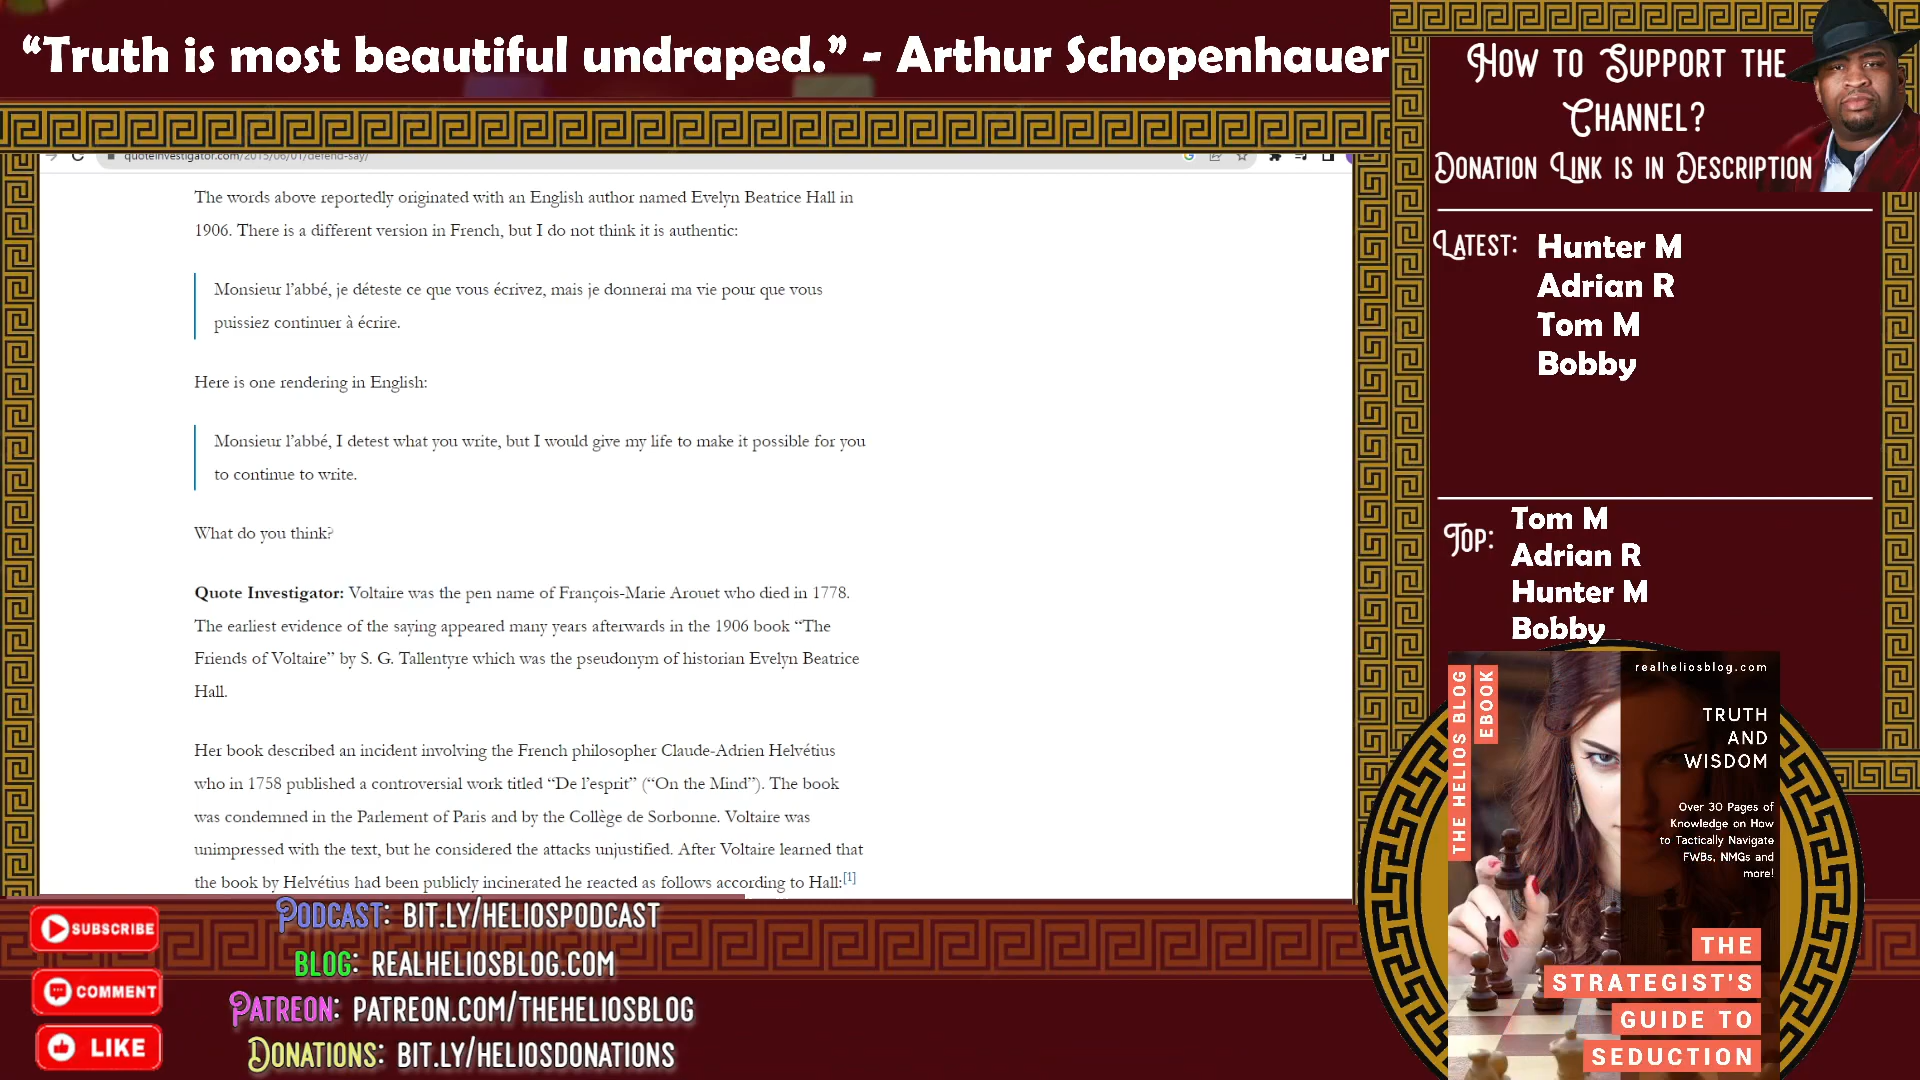 “Truth is most beautiful undraped.” - Arthur Schopenhauer
quoteinvestigator.com/2015/06/01/defend-say/
The words above reportedly originated with an English author named Evelyn Beatrice Hall in
1906. There is a different version in French, but I do not think it is authentic:
Monsieur l’abbé, je déteste ce que vous écrivez, mais je donnerai ma vie pour que vous
puissiez continuer à écrire.
Here is one rendering in English:
Monsieur l’abbé, I detest what you write, but I would give my life to make it possible for you
to continue to write.
What do you think?
Quote Investigator: Voltaire was the pen name of François-Marie Arouet who died in 1778.
The earliest evidence of the saying appeared many years afterwards in the 1906 book “The
Friends of Voltaire” by S. G. Tallentyre which was the pseudonym of historian Evelyn Beatrice
Hall.
Her book described an incident involving the French philosopher Claude-Adrien Helvétius
who in 1758 published a controversial work titled “De l’esprit” (“On the Mind”). The book
was condemned in the Parlement of Paris and by the Collège de Sorbonne. Voltaire was
unimpressed with the text, but he considered the attacks unjustified. After Voltaire learned that
the book by Helvétius had been publicly incinerated he reacted as follows according to Hall:[1]
How to Support the
Channel?
Donation Link is in Description
Latest:
Hunter M
Adrian R
Tom M
Bobby
Top:
Tom M
Adrian R
Hunter M
Bobby
realheliosblog.com
THE HELIOS BLOG
EBOOK
TRUTH
AND
WISDOM
Over 30 Pages of
Knowledge on How
to Tactically Navigate
FWBs, NMGs and
more!
THE
STRATEGIST'S
GUIDE TO
SEDUCTION
SUBSCRIBE
COMMENT
LIKE
Podcast: bit.ly/heliospodcast
Blog: realheliosblog.com
Patreon: patreon.com/theheliosblog
Donations: bit.ly/heliosdonations